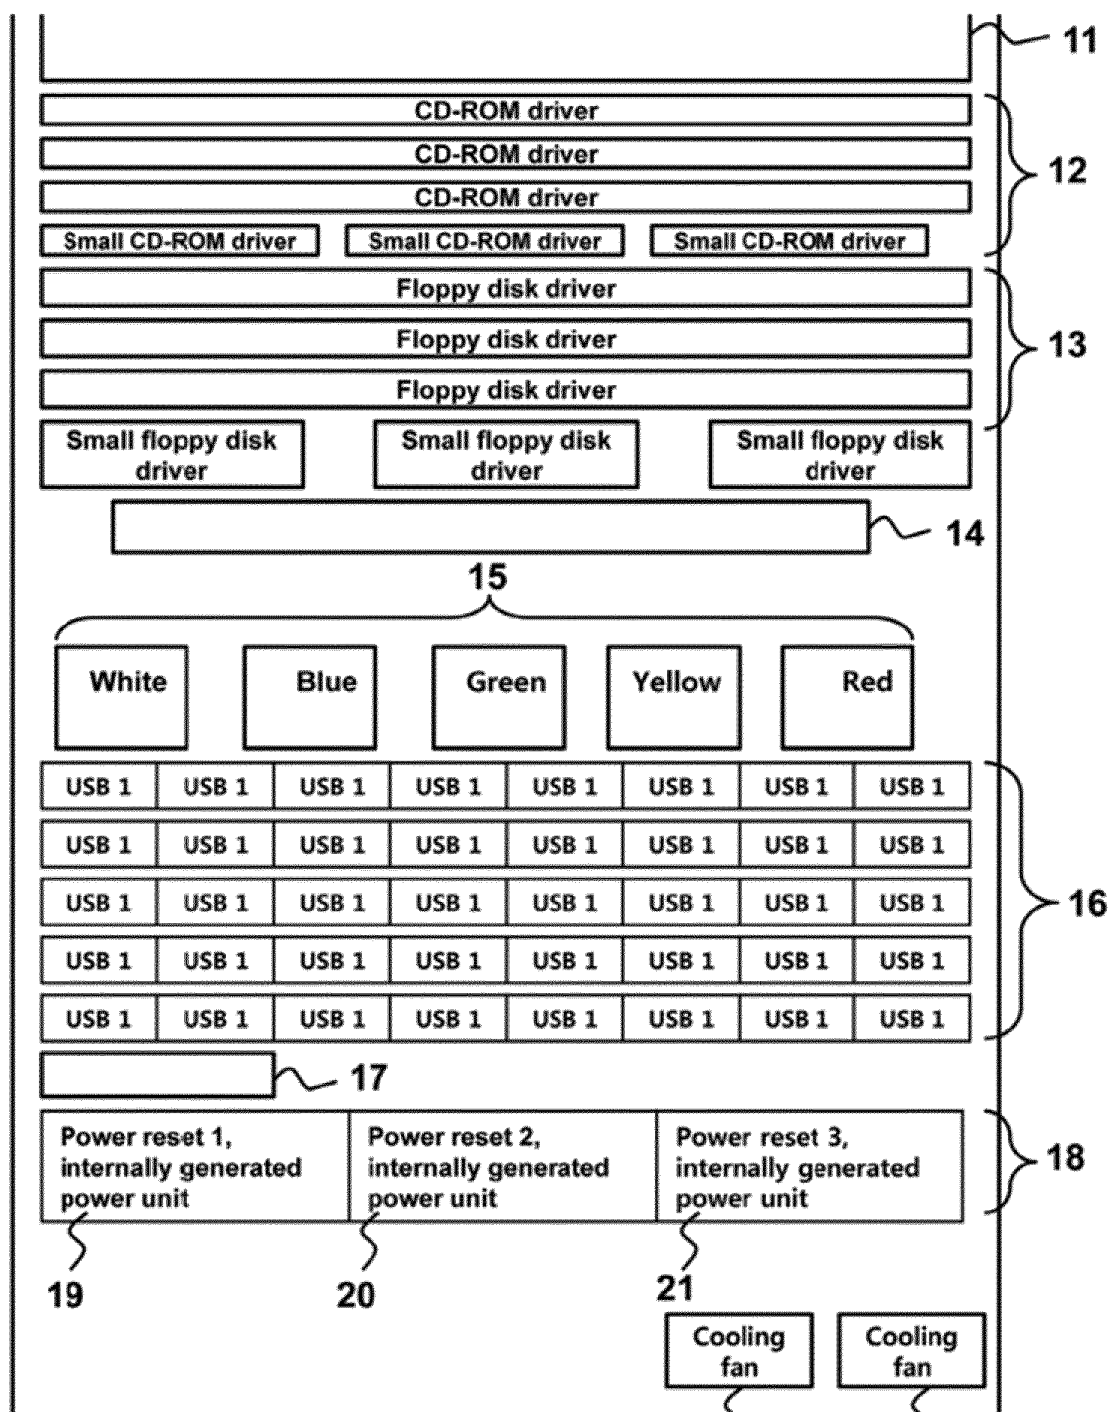 11
CD-ROM driver
CD-ROM driver
CD-ROM driver
12
Small CD-ROM driver Small CD-ROM driver Small CD-ROM driver
Floppy disk driver
Floppy disk driver
13
Floppy disk driver
Small floppy disk driver
Small floppy disk driver
Small floppy disk driver
14
15
White Blue Green Yellow Red
USB 1 USB 1 USB 1 USB 1 USB 1 USB 1 USB 1 USB 1
USB 1 USB 1 USB 1 USB 1 USB 1 USB 1 USB 1 USB 1
USB 1 USB 1 USB 1 USB 1 USB 1 USB 1 USB 1 USB 1
16
USB 1 USB 1 USB 1 USB 1 USB 1 USB 1 USB 1 USB 1
USB 1 USB 1 USB 1 USB 1 USB 1 USB 1 USB 1 USB 1
17
Power reset 1,
internally generated
power unit
Power reset 2,
internally generated
power unit
Power reset 3,
internally generated
power unit
18
19
20
21
Cooling
fan
Cooling
fan